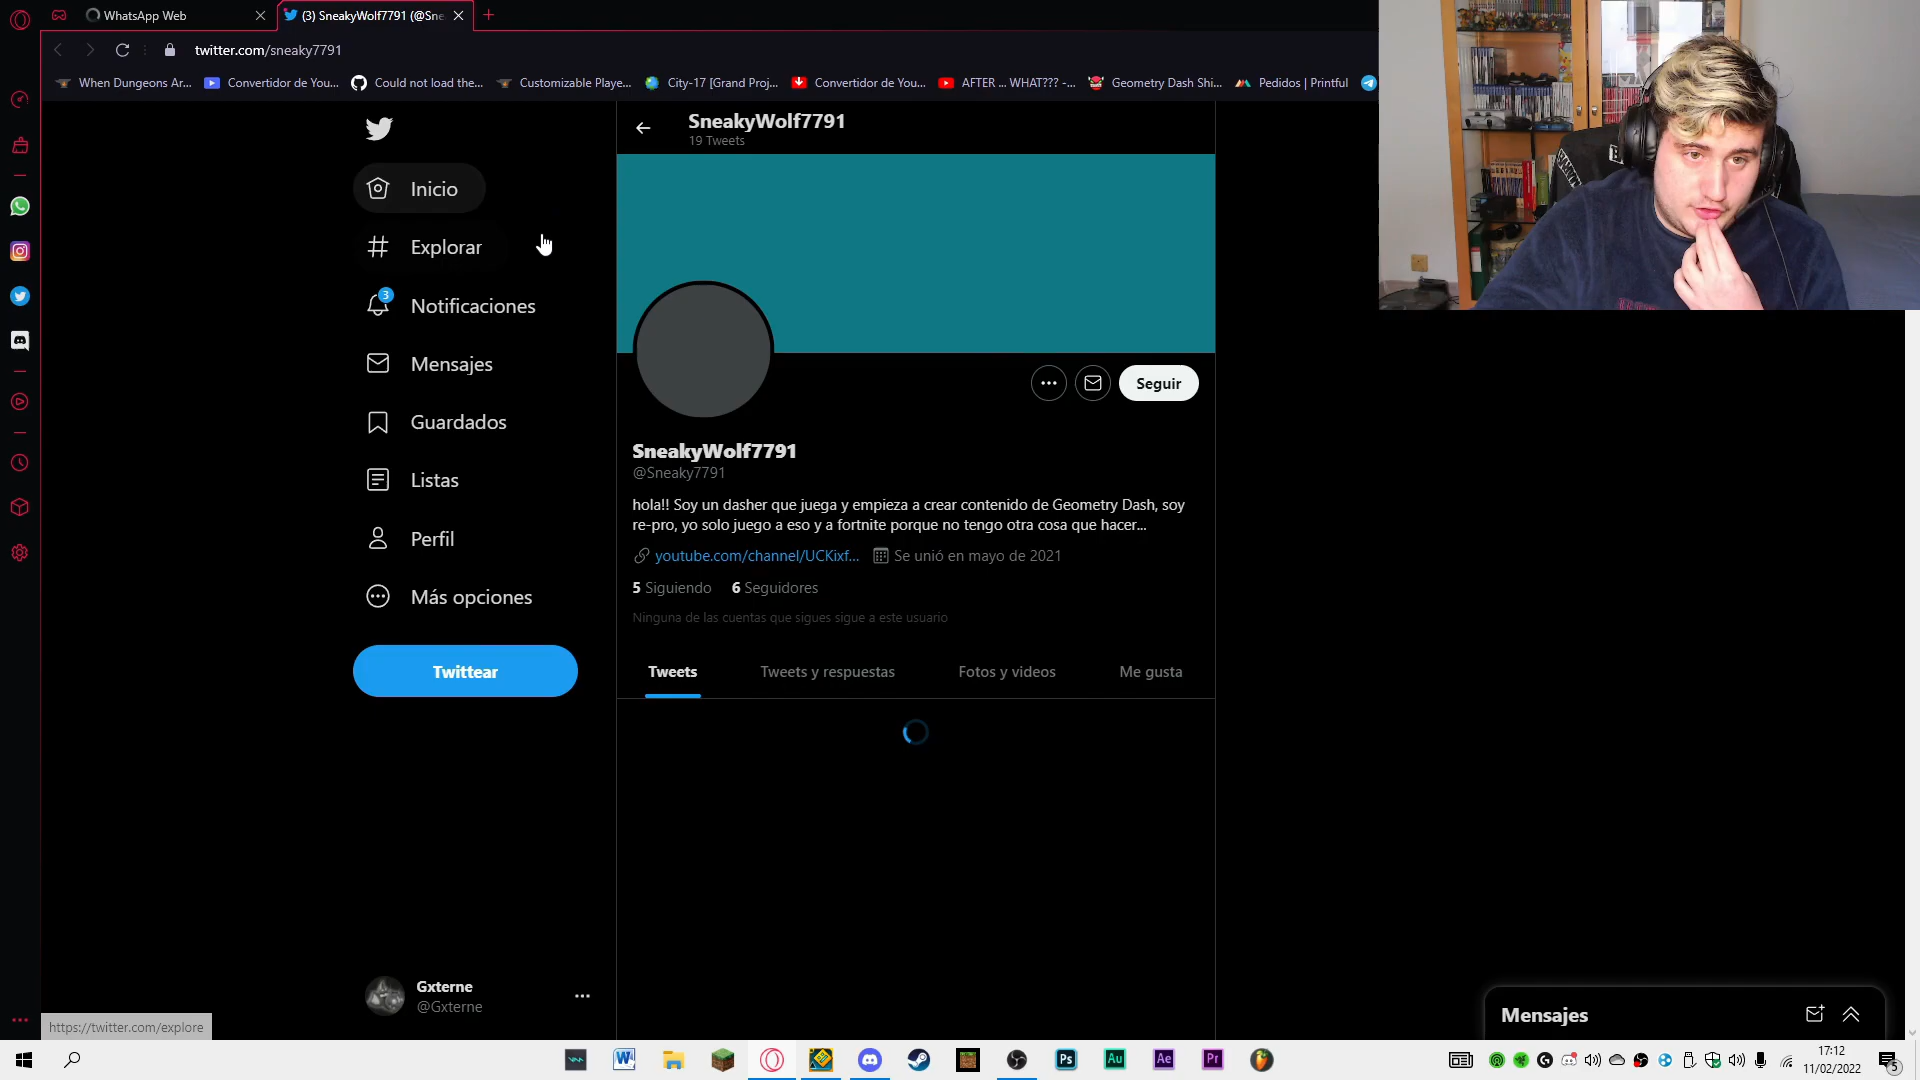 WhatsApp Web
(3) SneakyWolf7791 (@Sne
twitter.com/sneaky7791
When Dungeons Ar...
Convertidor de You...
Could not load the...
Customizable Playe...
City-17 [Grand Proj...
Convertidor de You...
AFTER ... WHAT??? -...
Geometry Dash Shi...
Pedidos | Printful
SneakyWolf7791
19 Tweets
Inicio
Explorar
3
Notificaciones
Mensajes
Guardados
Listas
Perfil
Más opciones
Twittear
Seguir
SneakyWolf7791
@Sneaky7791
hola!! Soy un dasher que juega y empieza a crear contenido de Geometry Dash, soy
re-pro, yo solo juego a eso y a fortnite porque no tengo otra cosa que hacer...
youtube.com/channel/UCKixf...
Se unió en mayo de 2021
5 Siguiendo
6 Seguidores
Ninguna de las cuentas que sigues sigue a este usuario
Tweets
Tweets y respuestas
Fotos y videos
Me gusta
Gxterne
@Gxterne
Mensajes
https://twitter.com/explore
W
Ps
Au
Ae
Pr
17:12
11/02/2022
5